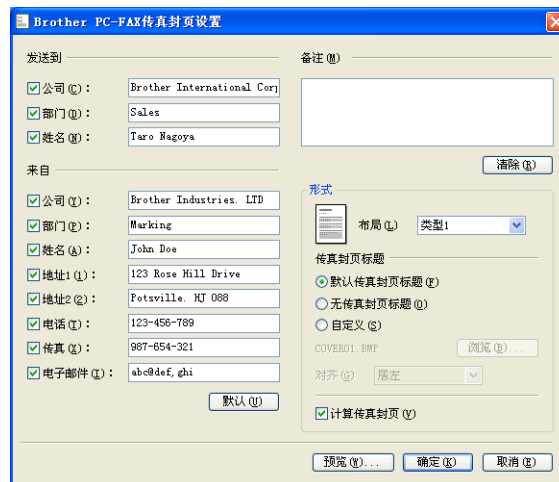 Brother PC-FAX传真封页设置
发送到
公司(C)： Brother International Cor
部门(D)： Sales
姓名(N)： Taro Nagoya
来自
公司(Y)： Brother Industries. LTD
部门(P)： Marking
姓名(A)： John Doe
地址1(1)： 123 Rose Hill Drive
地址2(2)： Potsville. HJ 088
电话(T)： 123-456-789
传真(X)： 987-654-321
电子邮件(I)： abc@def,ghi
默认(U)
备注(M)
清除(R)
形式
布局(L) 类型1
传真封页标题
默认传真封页标题(F)
无传真封页标题(O)
自定义(S)
COVER01.BMP 浏览(B)...
对齐(G) 居左
计算传真封页(V)
预览(W)... 确定(K) 取消(E)